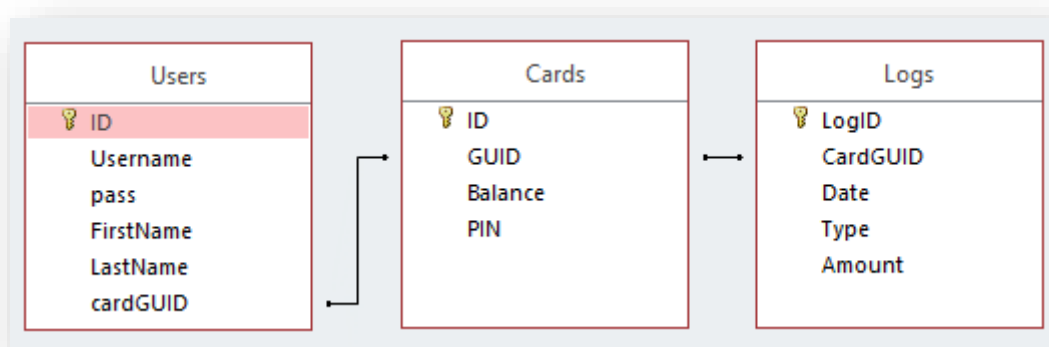 Users
ID
Username
pass
FirstName
LastName
cardGUID
Cards
ID
GUID
Balance
PIN
Logs
LogID
CardGUID
Date
Type
Amount